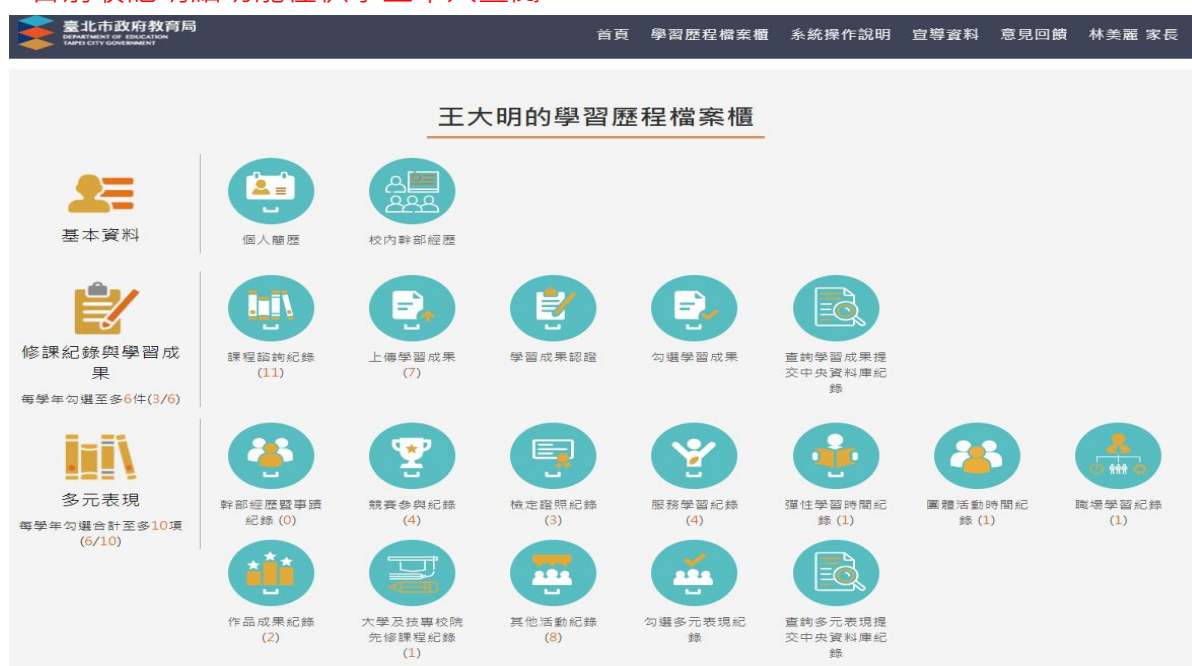 臺北市政府教育局
DEPARTMENT OF EDUCATION
TAIPEI CITY GOVERNMENT
首頁 學習歷程檔案櫃 系統操作說明 宣導資料 意見回饋 林美麗 家長
王大明的學習歷程檔案櫃
基本資料
個人簡歷
校內幹部經歷
修課紀錄與學習成
果
每學年勾選至多6件(3/6)
課程諮詢紀錄
(11)
上傳學習成果
(7)
學習成果認證
勾選學習成果
查詢學習成果提
交中央資料庫紀
錄
多元表現
每學年勾選合計至多10項
(6/10)
幹部經歷暨事蹟
紀錄 (0)
競賽參與紀錄
(4)
檢定證照紀錄
(3)
服務學習紀錄
(4)
彈性學習時間紀
錄 (1)
團體活動時間紀
錄 (1)
職場學習紀錄
(1)
作品成果紀錄
(2)
大學及技專校院
先修課程紀錄
(1)
其他活動紀錄
(8)
勾選多元表現紀
錄
查詢多元表現提
交中央資料庫紀
錄